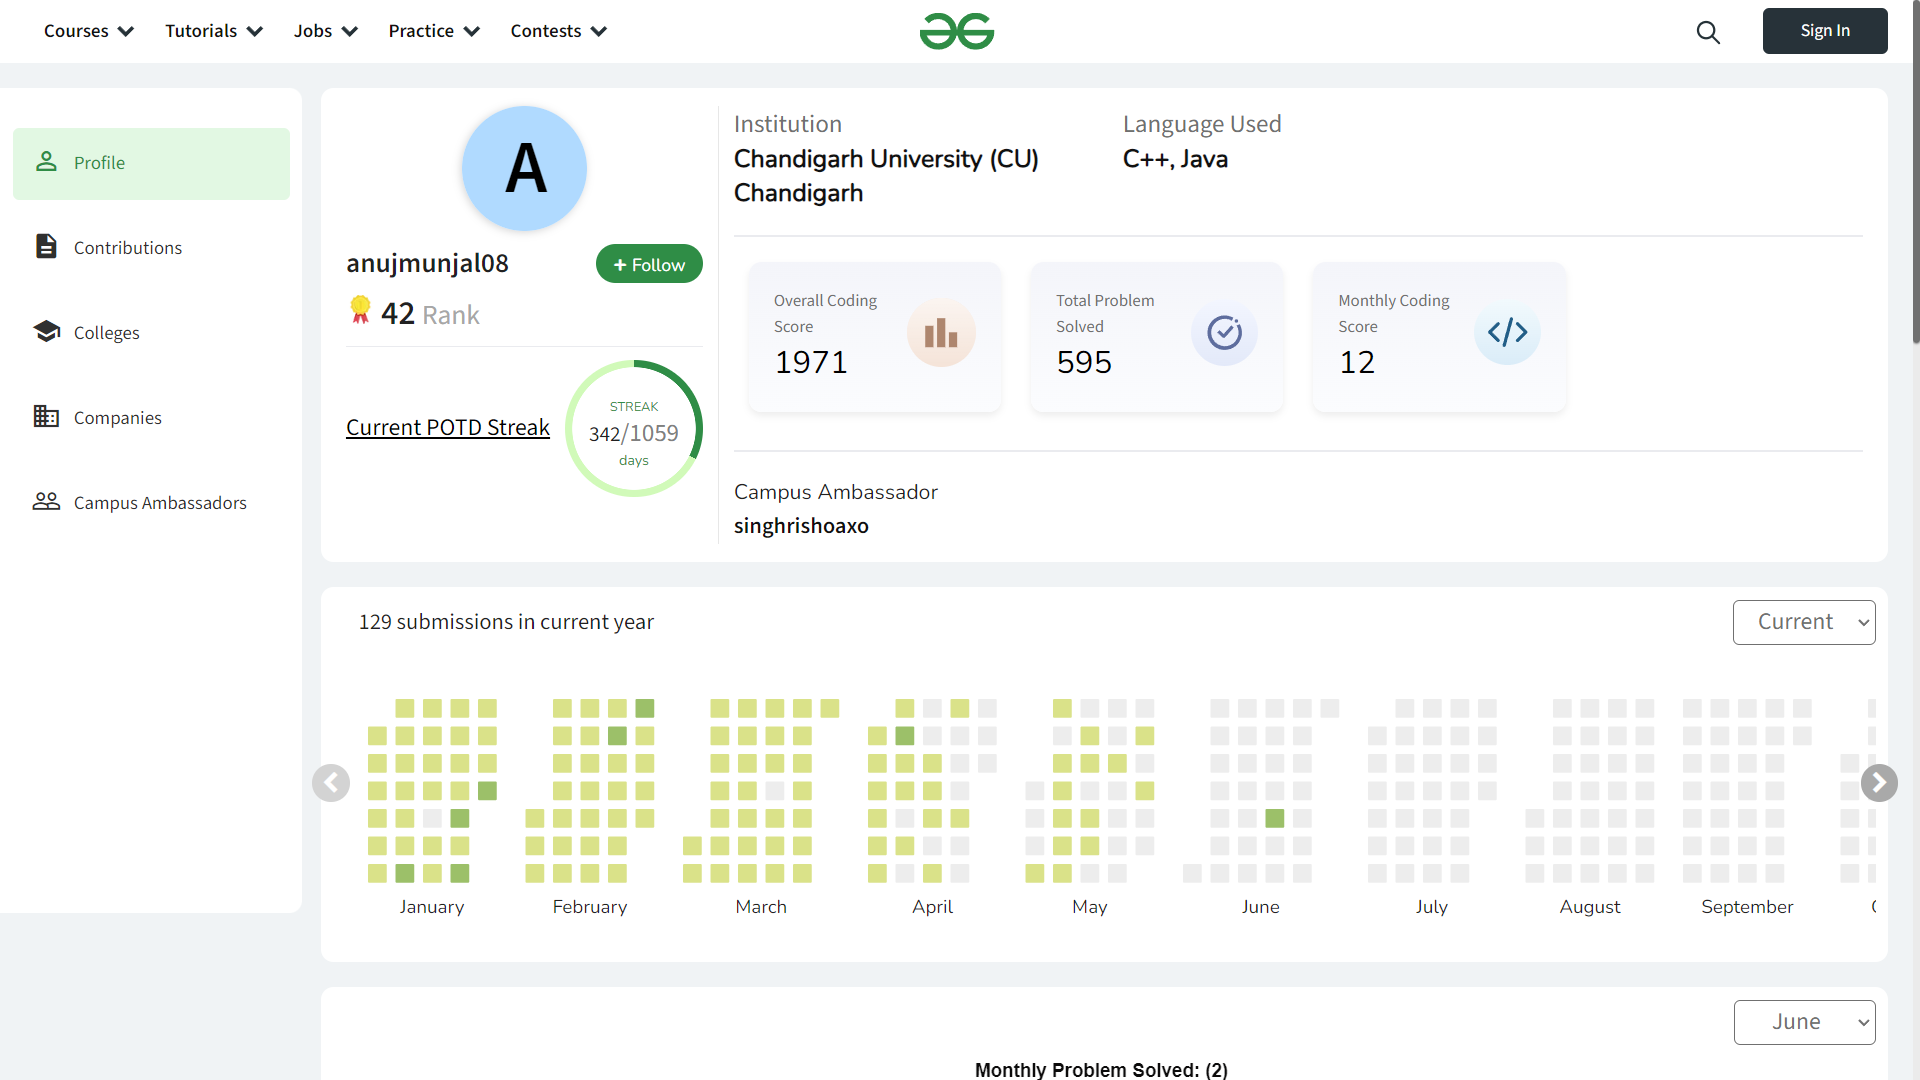 Courses
Tutorials
Jobs
Practice
Contests
Sign In
Profile
Contributions
Colleges
Companies
Campus Ambassadors
A
anujmunjal08
+ Follow
42 Rank
Current POTD Streak
STREAK
342/1059
days
Institution
Chandigarh University (CU)
Chandigarh
Language Used
C++, Java
Overall Coding
Score
1971
Total Problem
Solved
595
Monthly Coding
Score
12
Campus Ambassador
singhrishoaxo
129 submissions in current year
Current
January
February
March
April
May
June
July
August
September
June
Monthly Problem Solved: (2)